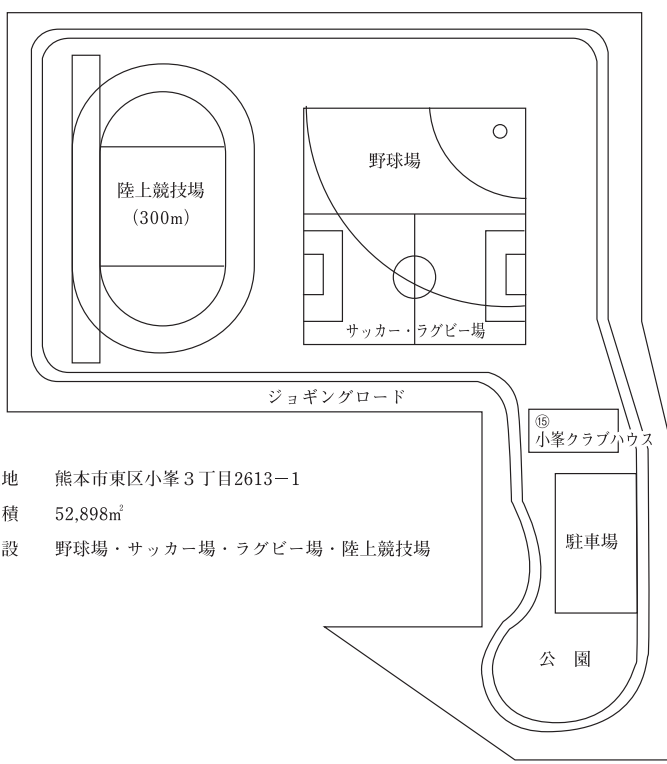 野球場
陸上競技場
(300m)
サッカー・ラグビー場
ジョギングロード
⑮
小峯クラブハウス
地 熊本市東区小峯3丁目2613-1
積 52,898㎡
設 野球場・サッカー場・ラグビー場・陸上競技場
駐車場
公 園